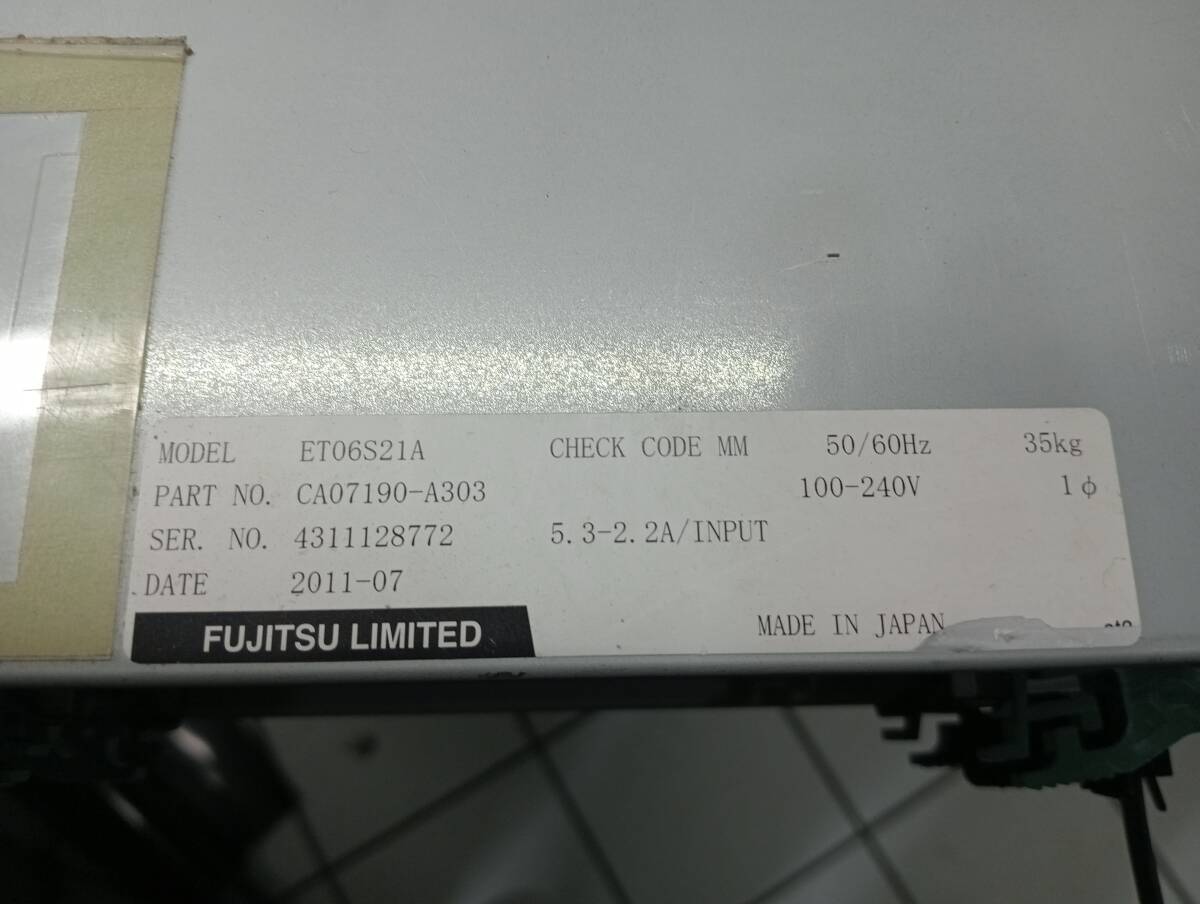 MODEL ET06S21A CHECK CODE MM 50/60Hz 35kg
PART NO. CA07190-A303 100-240V 1φ
SER. NO. 4311128772 5.3-2.2A/INPUT
DATE 2011-07
FUJITSU LIMITED MADE IN JAPAN